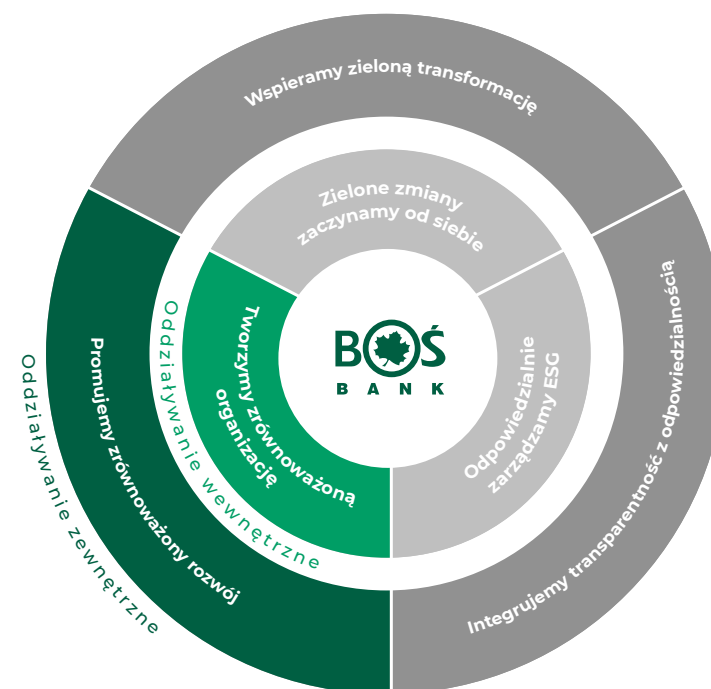 Wspieramy zieloną transformację
Zielone zmiany
zaczynamy od siebie
BOŚ
BANK
Tworzymy zrównoważoną
organizację
Odpowiedzialnie
zarządzamy ESG
Oddziaływanie wewnętrzne
Promujemy zrównoważony rozwój
Integrujemy transparentność z odpowiedzialnością
Oddziaływanie zewnętrzne